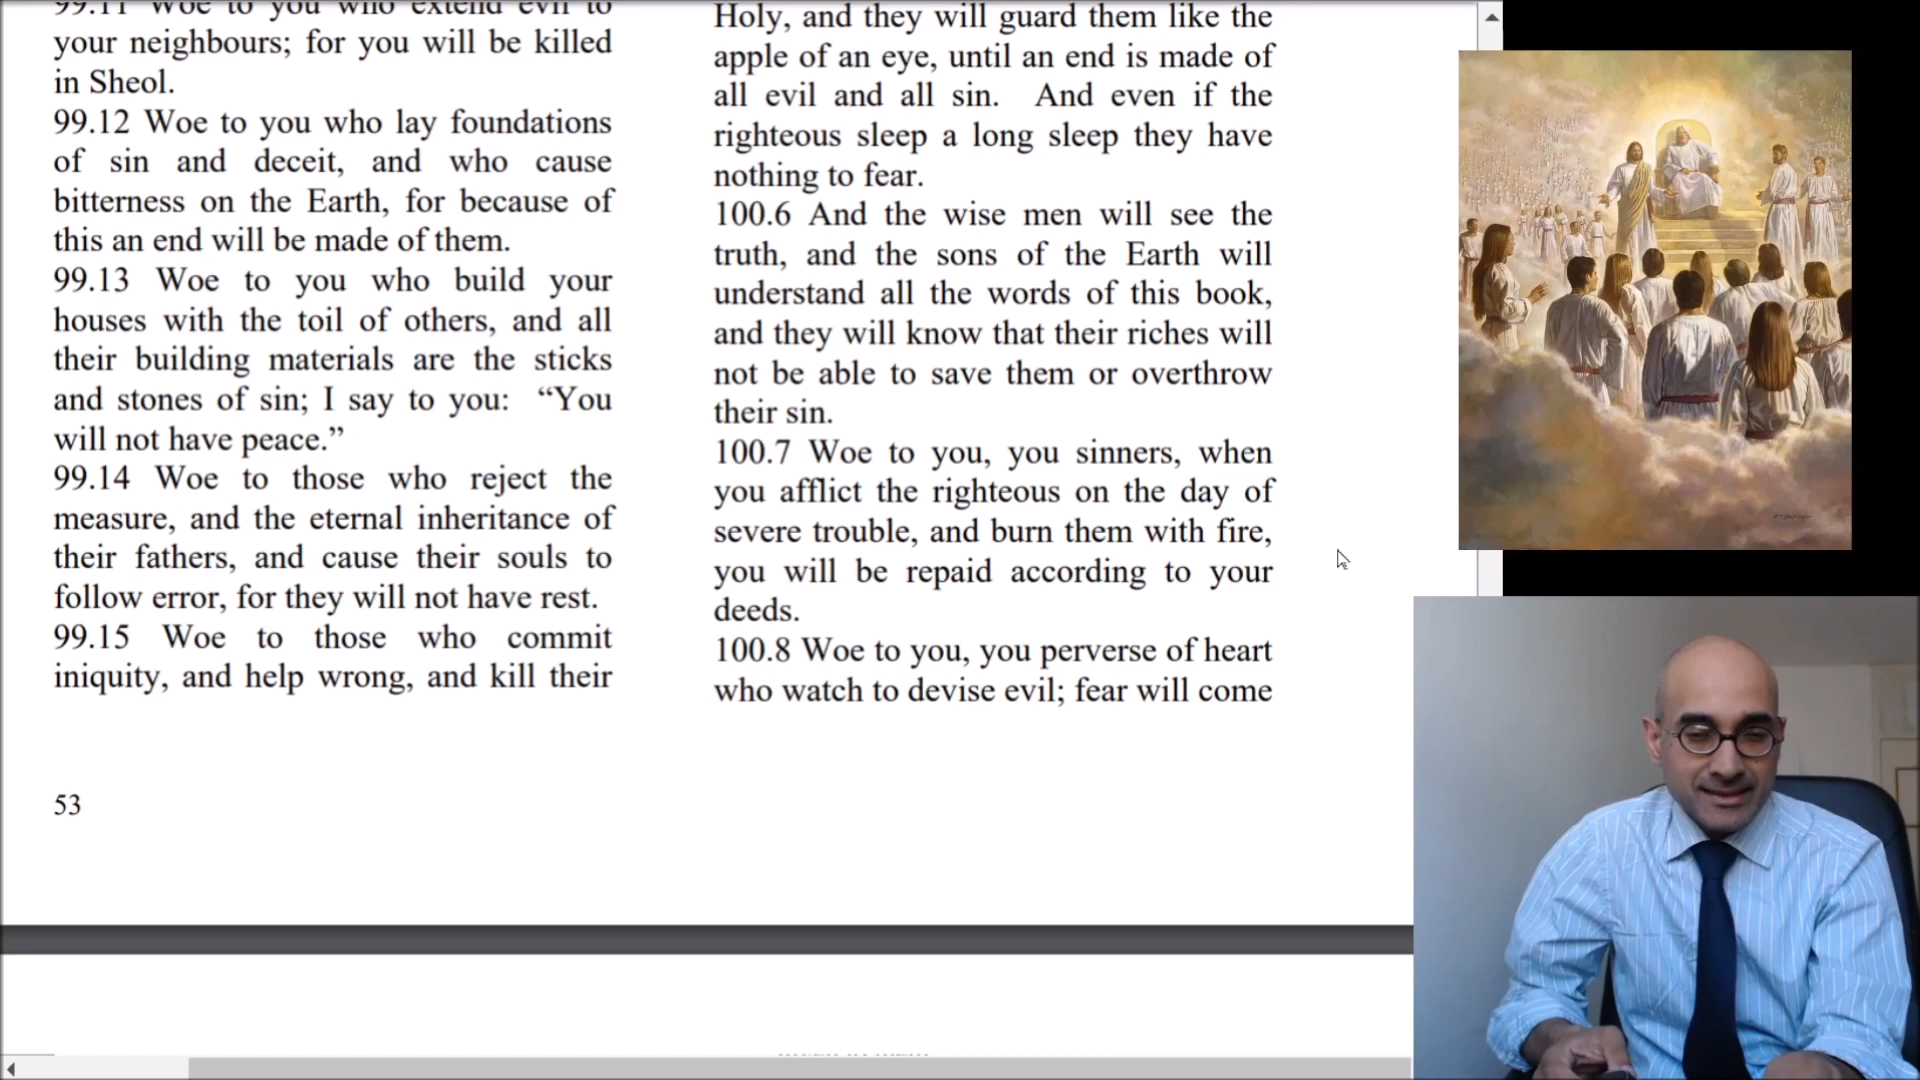 99.11 Woe to you who extend evil to
your neighbours; for you will be killed
in Sheol.
99.12 Woe to you who lay foundations
of sin and deceit, and who cause
bitterness on the Earth, for because of
this an end will be made of them.
99.13 Woe to you who build your
houses with the toil of others, and all
their building materials are the sticks
and stones of sin; I say to you: “You
will not have peace.”
99.14 Woe to those who reject the
measure, and the eternal inheritance of
their fathers, and cause their souls to
follow error, for they will not have rest.
99.15 Woe to those who commit
iniquity, and help wrong, and kill their
53
Holy, and they will guard them like the
apple of an eye, until an end is made of
all evil and all sin. And even if the
righteous sleep a long sleep they have
nothing to fear.
100.6 And the wise men will see the
truth, and the sons of the Earth will
understand all the words of this book,
and they will know that their riches will
not be able to save them or overthrow
their sin.
100.7 Woe to you, you sinners, when
you afflict the righteous on the day of
severe trouble, and burn them with fire,
you will be repaid according to your
deeds.
100.8 Woe to you, you perverse of heart
who watch to devise evil; fear will come